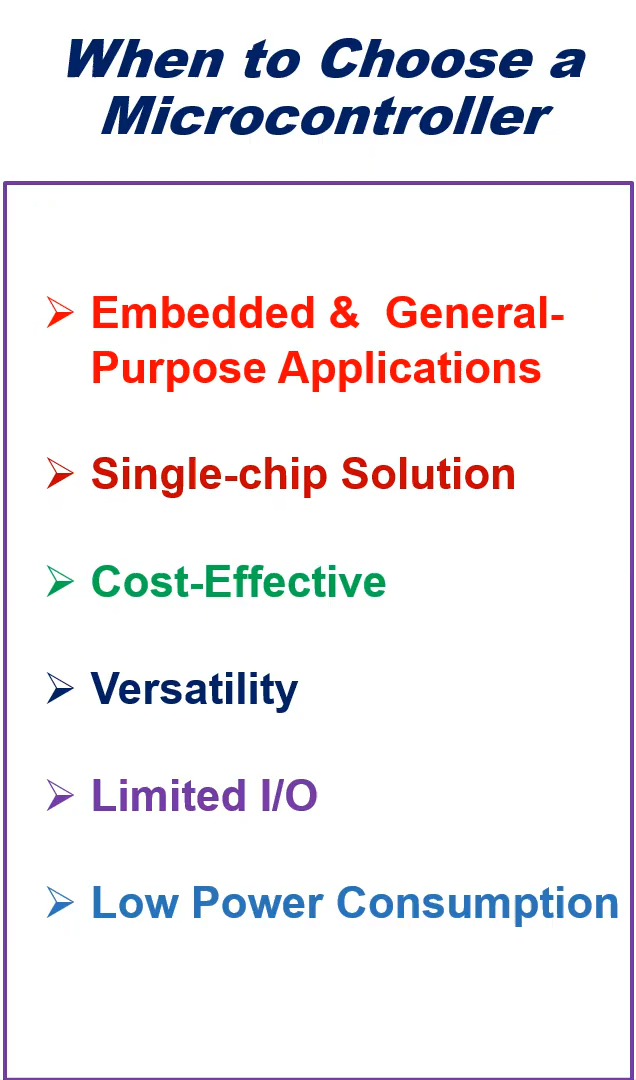 When to Choose a
Microcontroller
➢ Embedded &  General-
Purpose Applications
➢ Single-chip Solution
➢ Cost-Effective
➢ Versatility
➢ Limited I/O
➢ Low Power Consumption